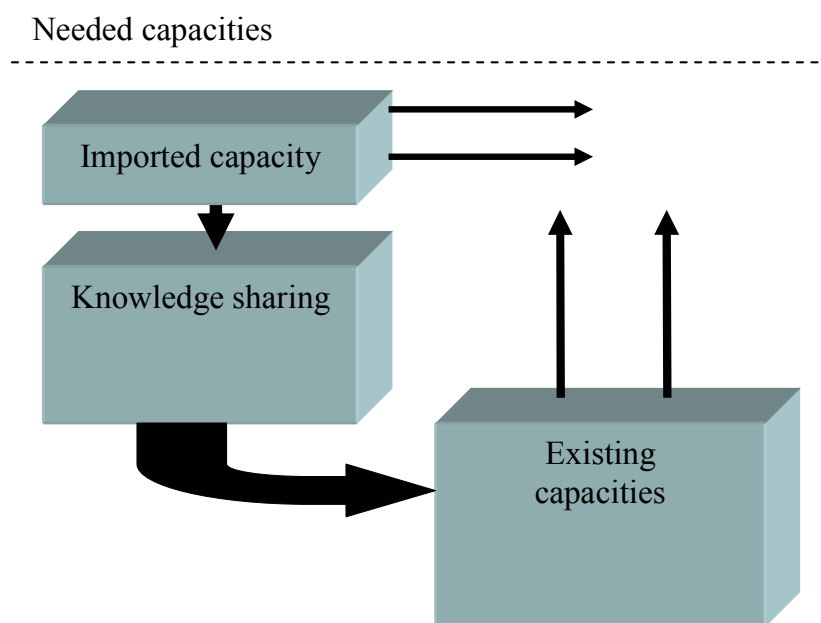 Needed capacities
Imported capacity
Knowledge sharing
Existing
capacities